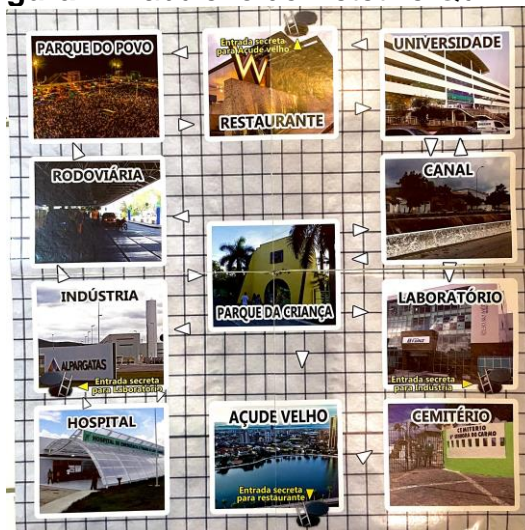 PARQUE DO POVO
Entrada secreta
para Açude velho
RESTAURANTE
UNIVERSIDADE
RODOVIÁRIA
CANAL
INDÚSTRIA
ALPARGATAS
Entrada secreta
para Laboratório
PARQUE DA CRIANÇA
LABORATÓRIO
Entrada secreta
para Indústria
HOSPITAL
AÇUDE VELHO
Entrada secreta
para restaurante
CEMITÉRIO
CEMITERIO